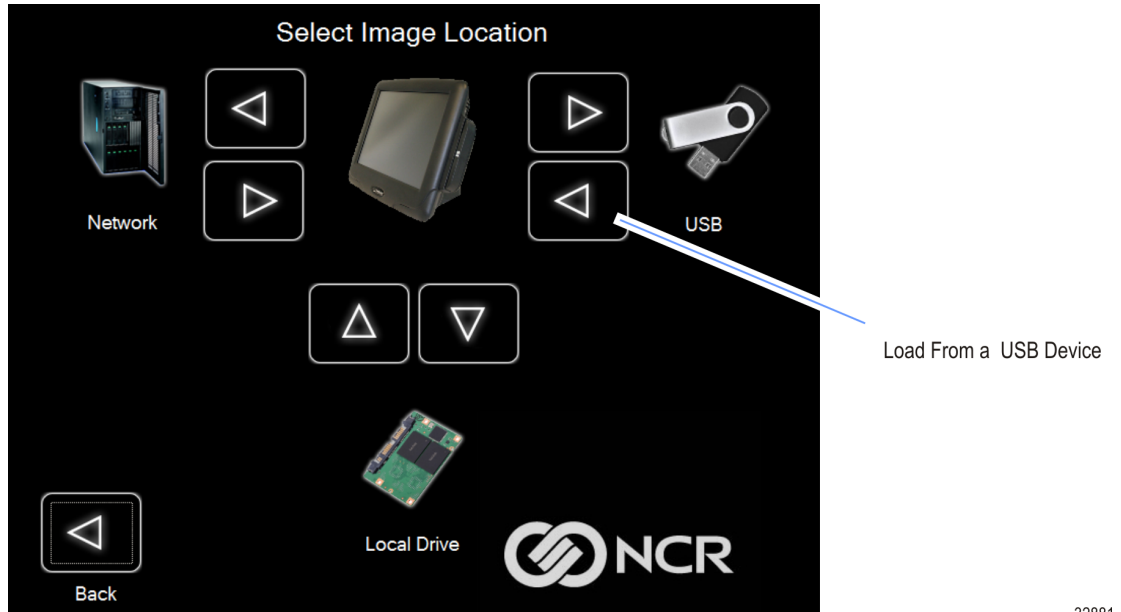 Select Image Location
Network
USB
Load From a USB Device
Local Drive
NCR
Back